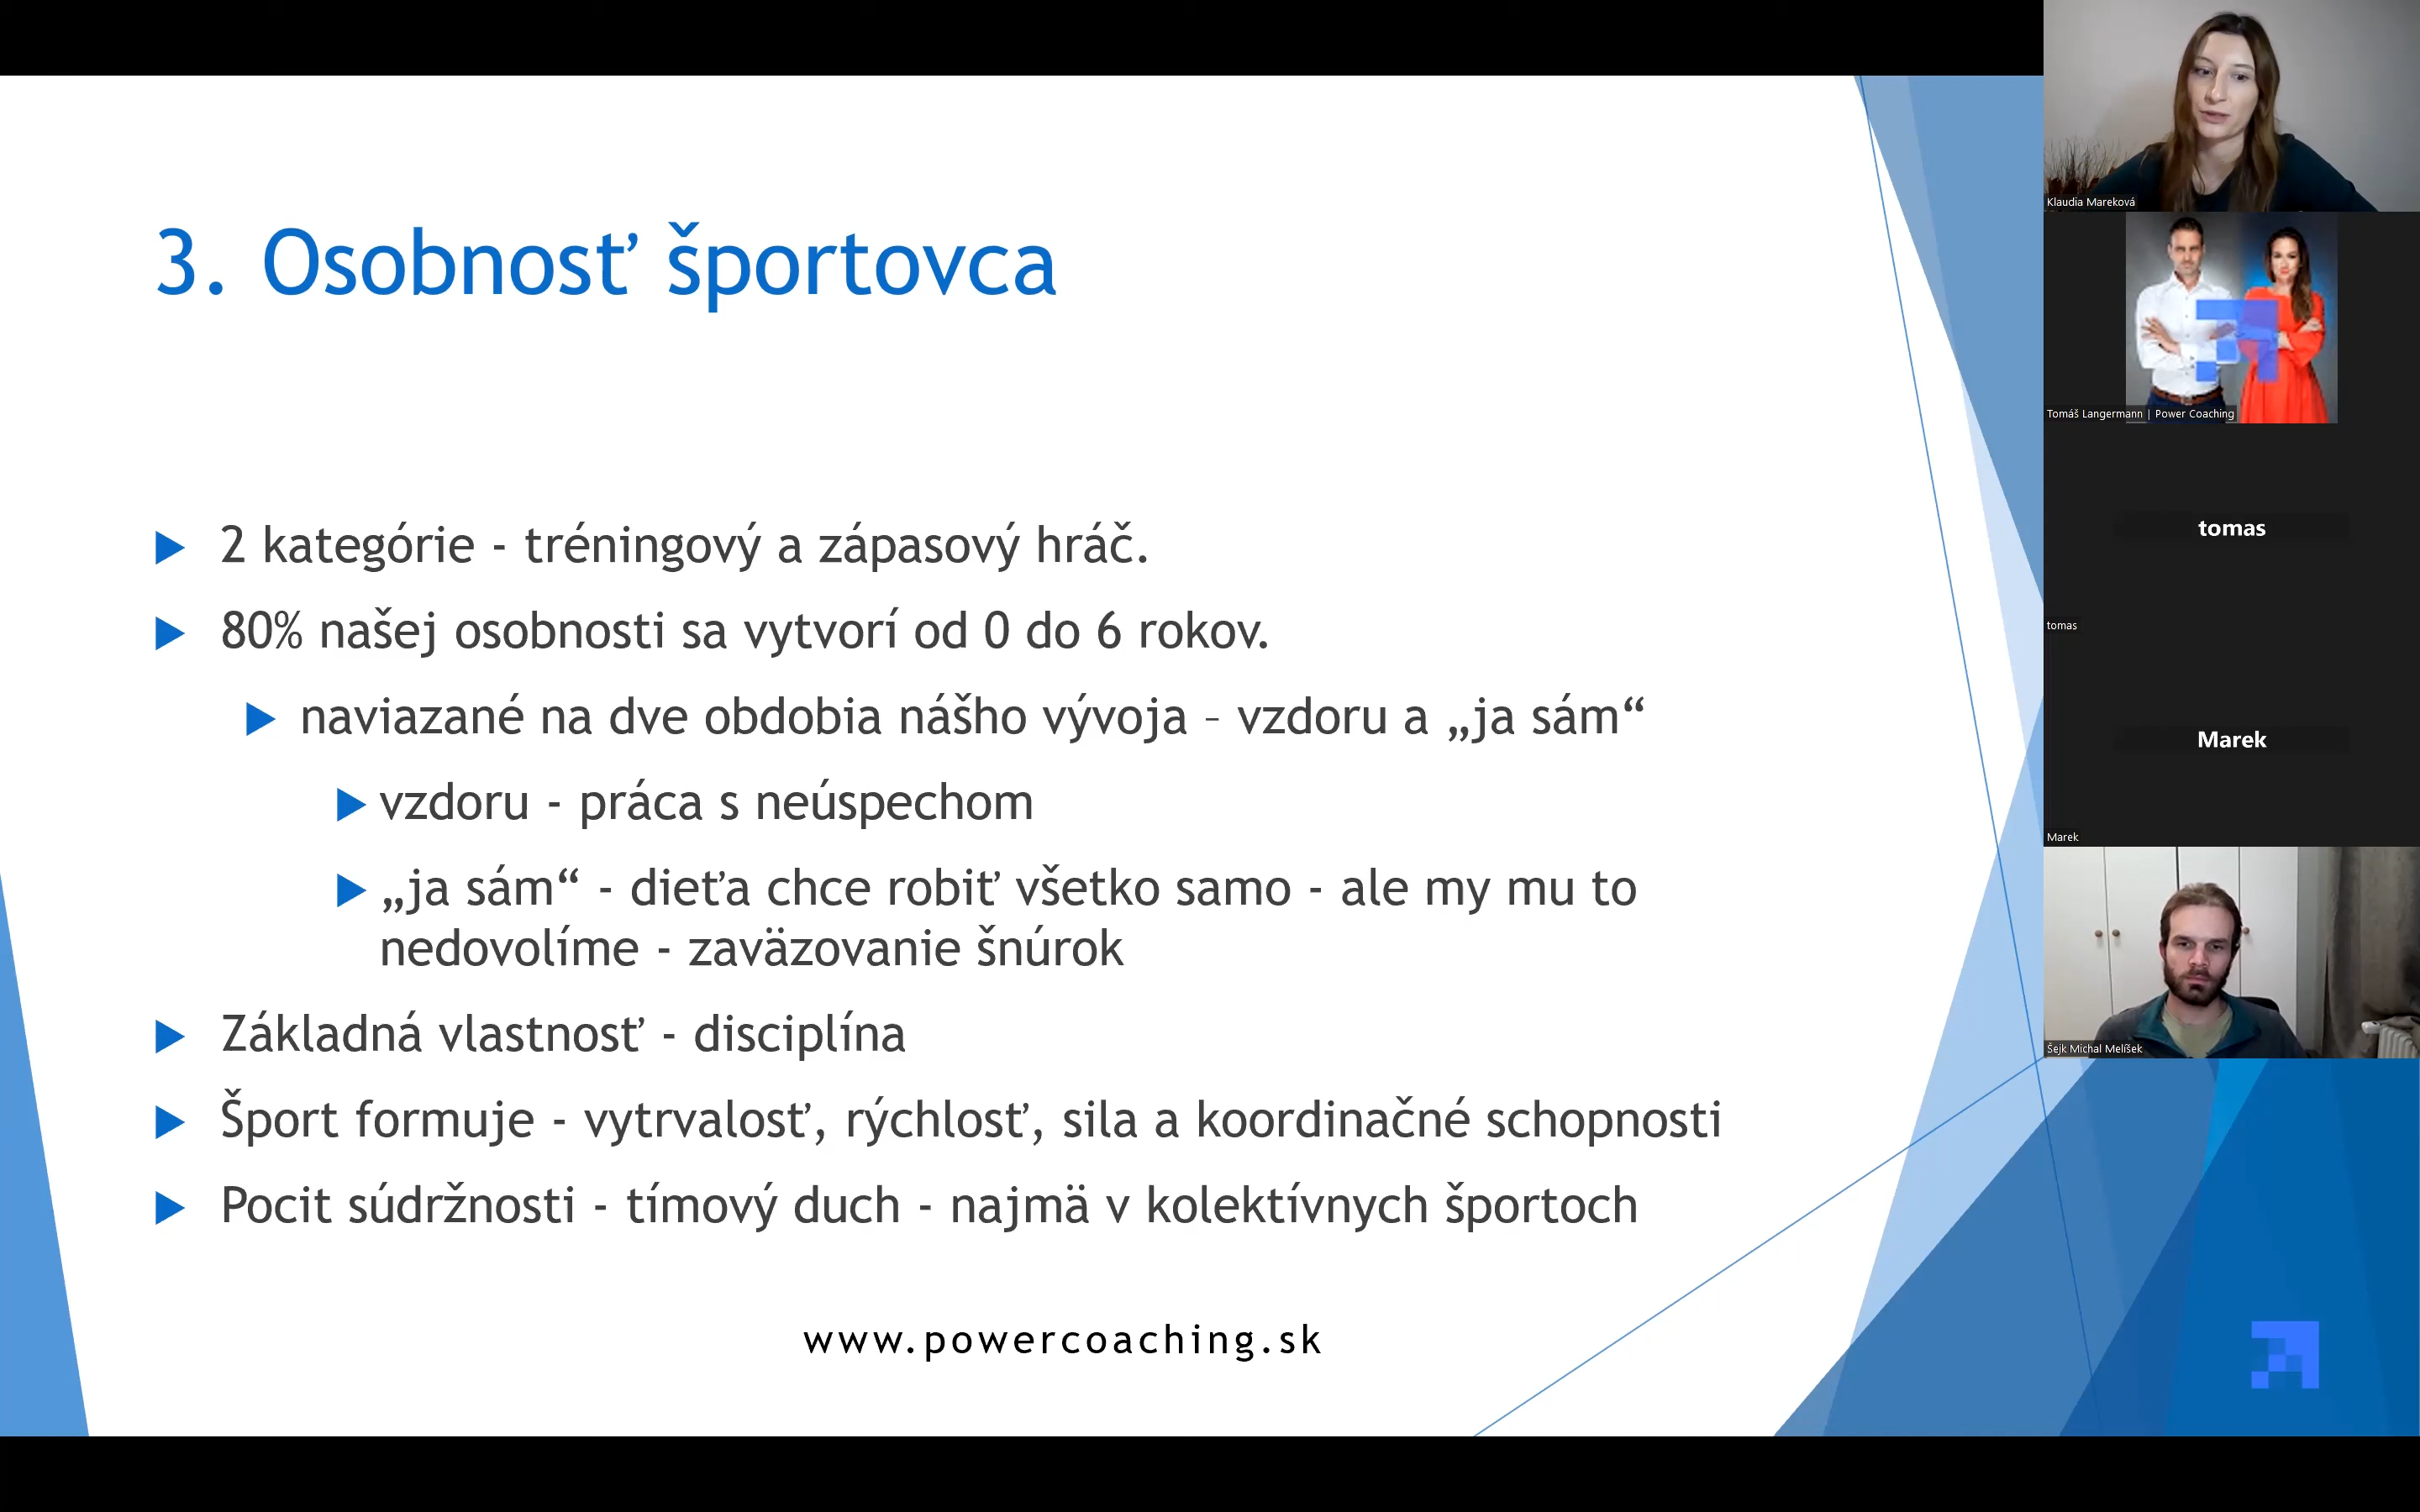 3. Osobnosť športovca
2 kategórie - tréningový a zápasový hráč.
80% našej osobnosti sa vytvorí od 0 do 6 rokov.
naviazané na dve obdobia nášho vývoja – vzdoru a „ja sám“
vzdoru - práca s neúspechom
„ja sám“ - dieťa chce robiť všetko samo - ale my mu to
nedovolíme - zaväzovanie šnúrok
Základná vlastnosť - disciplína
Šport formuje - vytrvalosť, rýchlosť, sila a koordinačné schopnosti
Pocit súdržnosti - tímový duch - najmä v kolektívnych športoch
www.powercoaching.sk
Klaudia Mareková
Tomáš Langermann | Power Coaching
tomas
tomas
Marek
Marek
Šejk Michal Melíšek